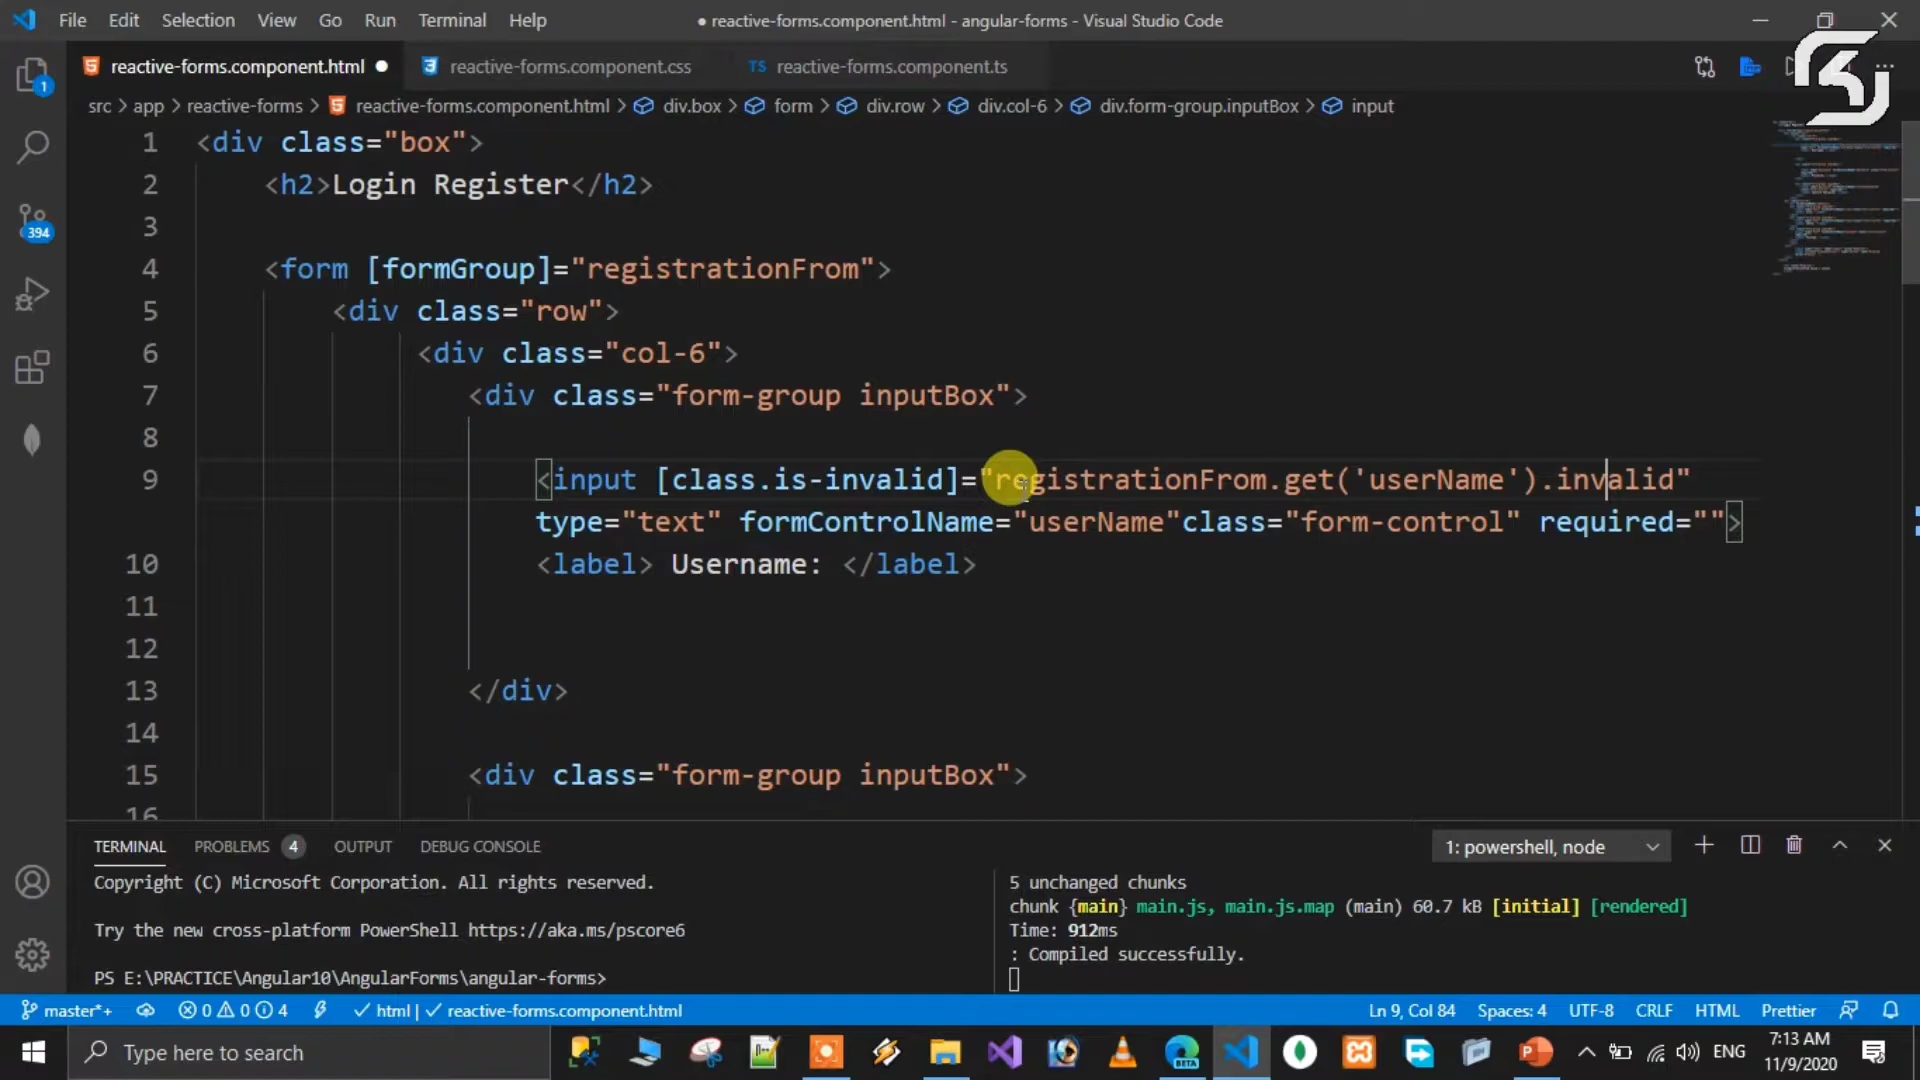 File Edit Selection View Go Run Terminal Help
● reactive-forms.component.html - angular-forms - Visual Studio Code
reactive-forms.component.html ●
reactive-forms.component.css
TS reactive-forms.component.ts
src > app > reactive-forms > reactive-forms.component.html > div.box > form > div.row > div.col-6 > div.form-group.inputBox > input
1 <div class="box">
2 <h2>Login Register</h2>
3
4 <form [formGroup]="registrationFrom">
5 <div class="row">
6 <div class="col-6">
7 <div class="form-group inputBox">
8
9 <input [class.is-invalid]="registrationFrom.get('userName').invalid"
type="text" formControlName="userName"class="form-control" required="">
10 <label> Username: </label>
11
12
13 </div>
14
15 <div class="form-group inputBox">
16
1
394
TERMINAL PROBLEMS 4 OUTPUT DEBUG CONSOLE
1: powershell, node
Copyright (C) Microsoft Corporation. All rights reserved.
Try the new cross-platform PowerShell https://aka.ms/pscore6
PS E:\PRACTICE\Angular10\AngularForms\angular-forms>
5 unchanged chunks
chunk {main} main.js, main.js.map (main) 60.7 kB [initial] [rendered]
Time: 912ms
: Compiled successfully.
master*+ 0 0 4 html | reactive-forms.component.html
Ln 9, Col 84 Spaces: 4 UTF-8 CRLF HTML Prettier
Type here to search
ENG
7:13 AM
11/9/2020